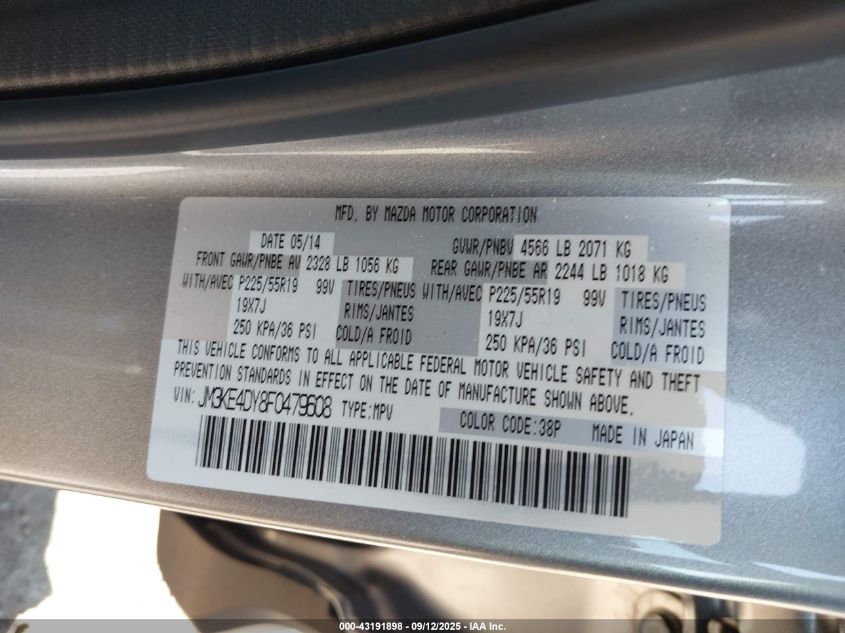 MFD. BY MAZDA MOTOR CORPORATION
DATE 05/14 GVWR/PNBV 4566 LB 2071 KG
FRONT GAWR/PNBE AV 2328 LB 1056 KG REAR GAWR/PNBE AR 2244 LB 1018 KG
WITH/AVEC P225/55R19 99V TIRES/PNEUS WITH/AVEC P225/55R19 99V TIRES/PNEUS
19X7J RIMS/JANTES 19X7J RIMS/JANTES
250 KPA/36 PSI COLD/A FROID 250 KPA/36 PSI COLD/A FROID
THIS VEHICLE CONFORMS TO ALL APPLICABLE FEDERAL MOTOR VEHICLE SAFETY AND THEFT
PREVENTION STANDARDS IN EFFECT ON THE DATE OF MANUFACTURE SHOWN ABOVE.
VIN: JM3KE4DY8F0479608 TYPE:MPV COLOR CODE:38P MADE IN JAPAN
000-43191898 - 09/12/2025 - IAA Inc.